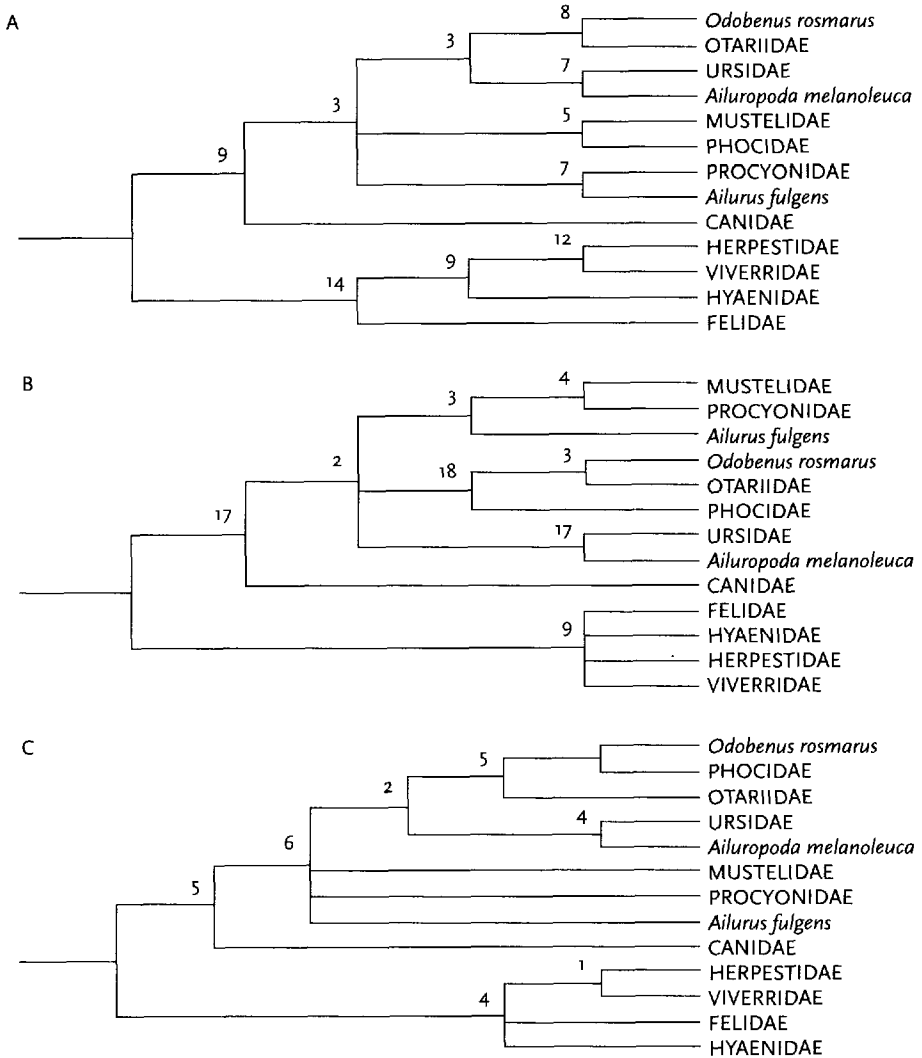 A
8
Odobenus rosmarus
3
OTARIIDAE
7
URSIDAE
Ailuropoda melanoleuca
3
5
MUSTELIDAE
PHOCIDAE
9
7
PROCYONIDAE
Ailurus fulgens
CANIDAE
12
HERPESTIDAE
9
VIVERRIDAE
14
HYAENIDAE
FELIDAE
B
4
MUSTELIDAE
3
PROCYONIDAE
Ailurus fulgens
2
18
3
Odobenus rosmarus
OTARIIDAE
PHOCIDAE
17
17
URSIDAE
Ailuropoda melanoleuca
CANIDAE
FELIDAE
9
HYAENIDAE
HERPESTIDAE
VIVERRIDAE
C
Odobenus rosmarus
5
PHOCIDAE
2
OTARIIDAE
4
URSIDAE
6
Ailuropoda melanoleuca
MUSTELIDAE
5
PROCYONIDAE
Ailurus fulgens
CANIDAE
1
HERPESTIDAE
4
VIVERRIDAE
FELIDAE
HYAENIDAE